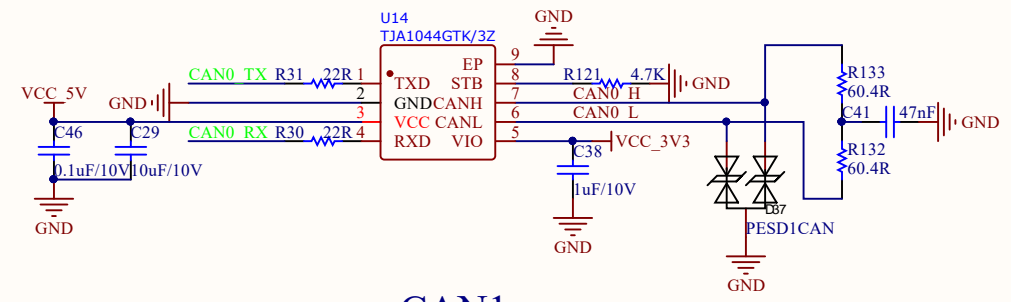 U14
TJA1044GTK/3Z
GND
CAN0_TX R31 22R 1 TXD
EP 9
STB 8 R121 4.7K GND
VCC_5V GND 2 GND CANH 7 CAN0_H
3 VCC CANL 6 CAN0_L
CAN0_RX R30 22R 4 RXD
VIO 5 VCC_3V3
R133
60.4R
C41 47nF GND
R132
60.4R
C46 C29
0.1uF/10V 10uF/10V
C38
1uF/10V
D37
PESD1CAN
GND
GND
GND
CAN1